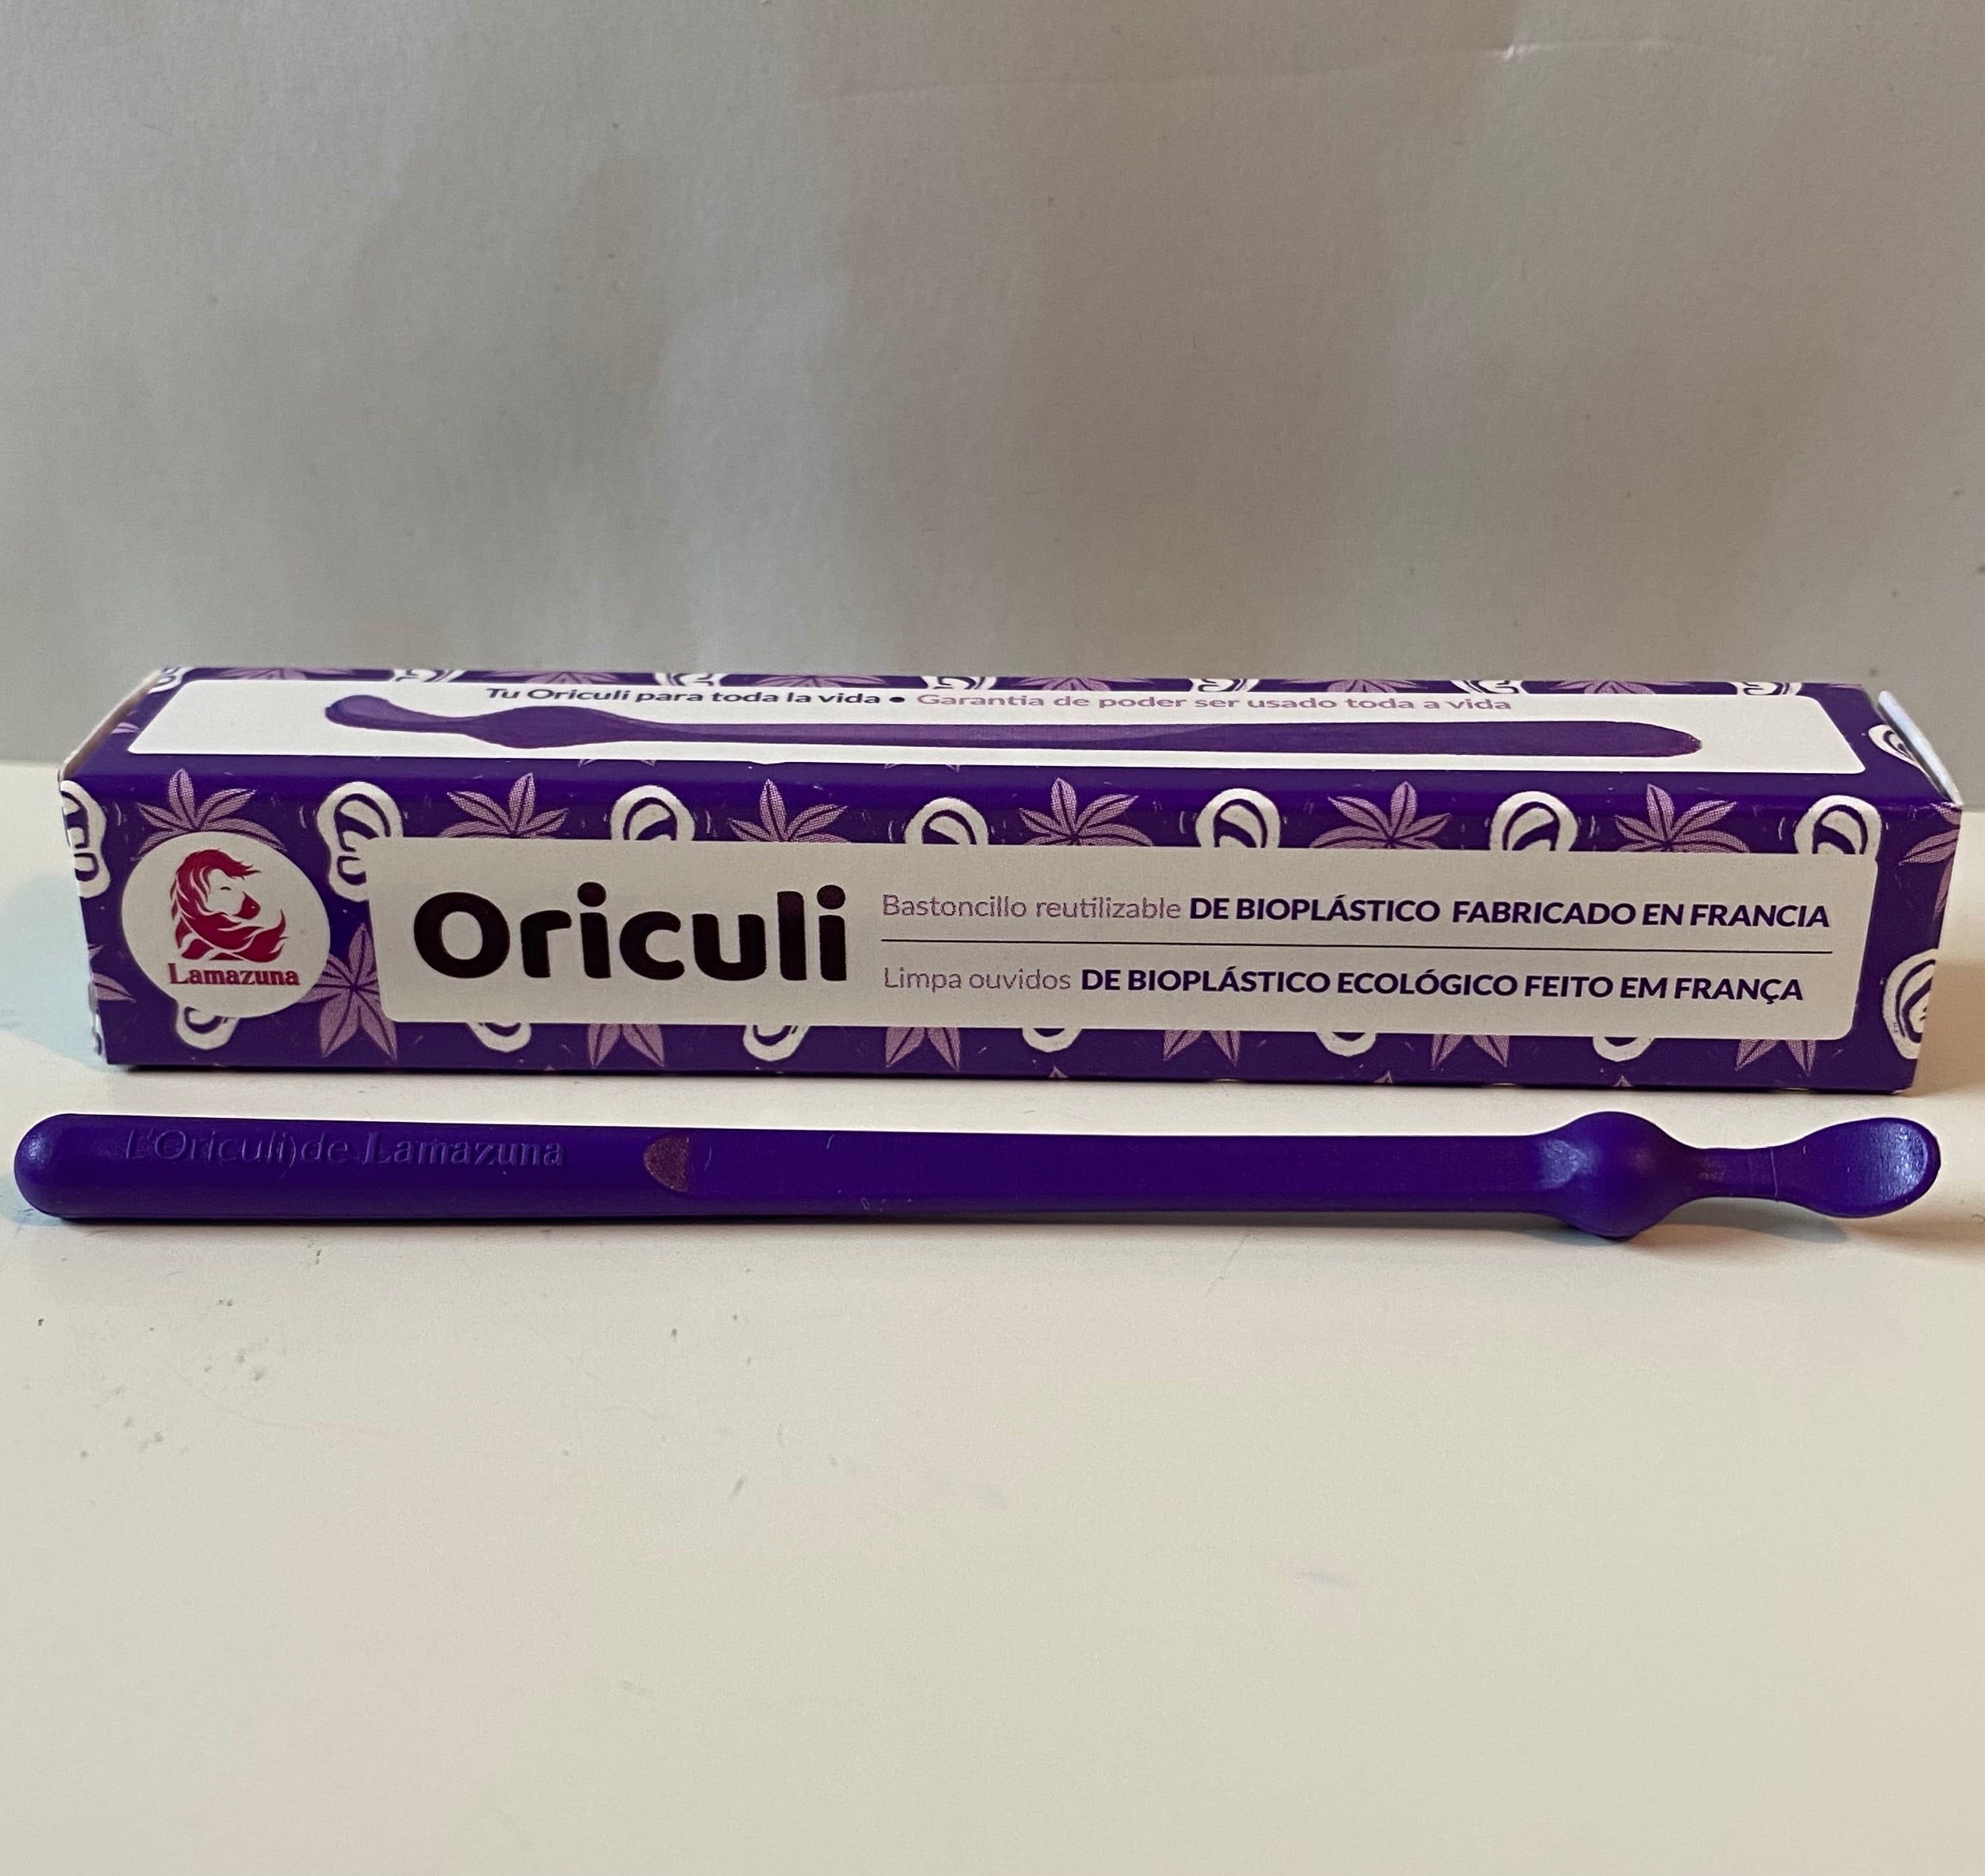 Tu Oriculi para toda la vida • Garantia de poder ser usado toda a vida
Lamazuna
Oriculi
Bastoncillo reutilizable DE BIOPLÁSTICO FABRICADO EN FRANCIA
Limpa ouvidos DE BIOPLÁSTICO ECOLÓGICO FEITO EM FRANÇA
L'Oriculi de Lamazuna